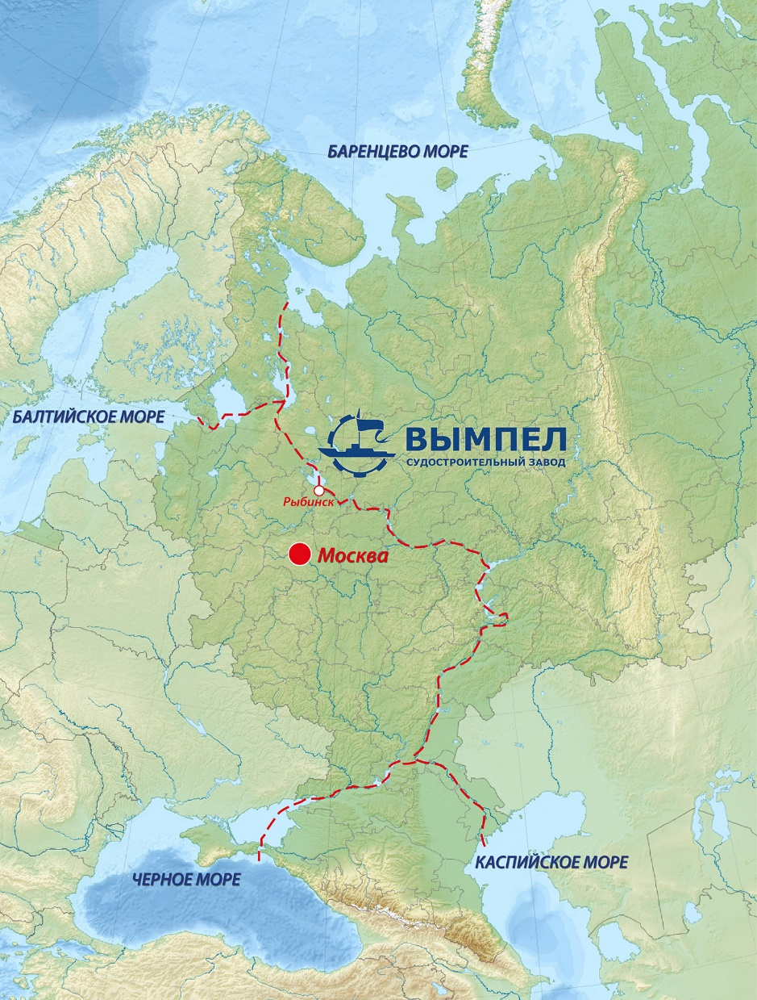 БАРЕНЦЕВО МОРЕ
БАЛТИЙСКОЕ МОРЕ
ВЫМПЕЛ
СУДОСТРОИТЕЛЬНЫЙ ЗАВОД
Рыбинск
Москва
КАСПИЙСКОЕ МОРЕ
ЧЕРНОЕ МОРЕ